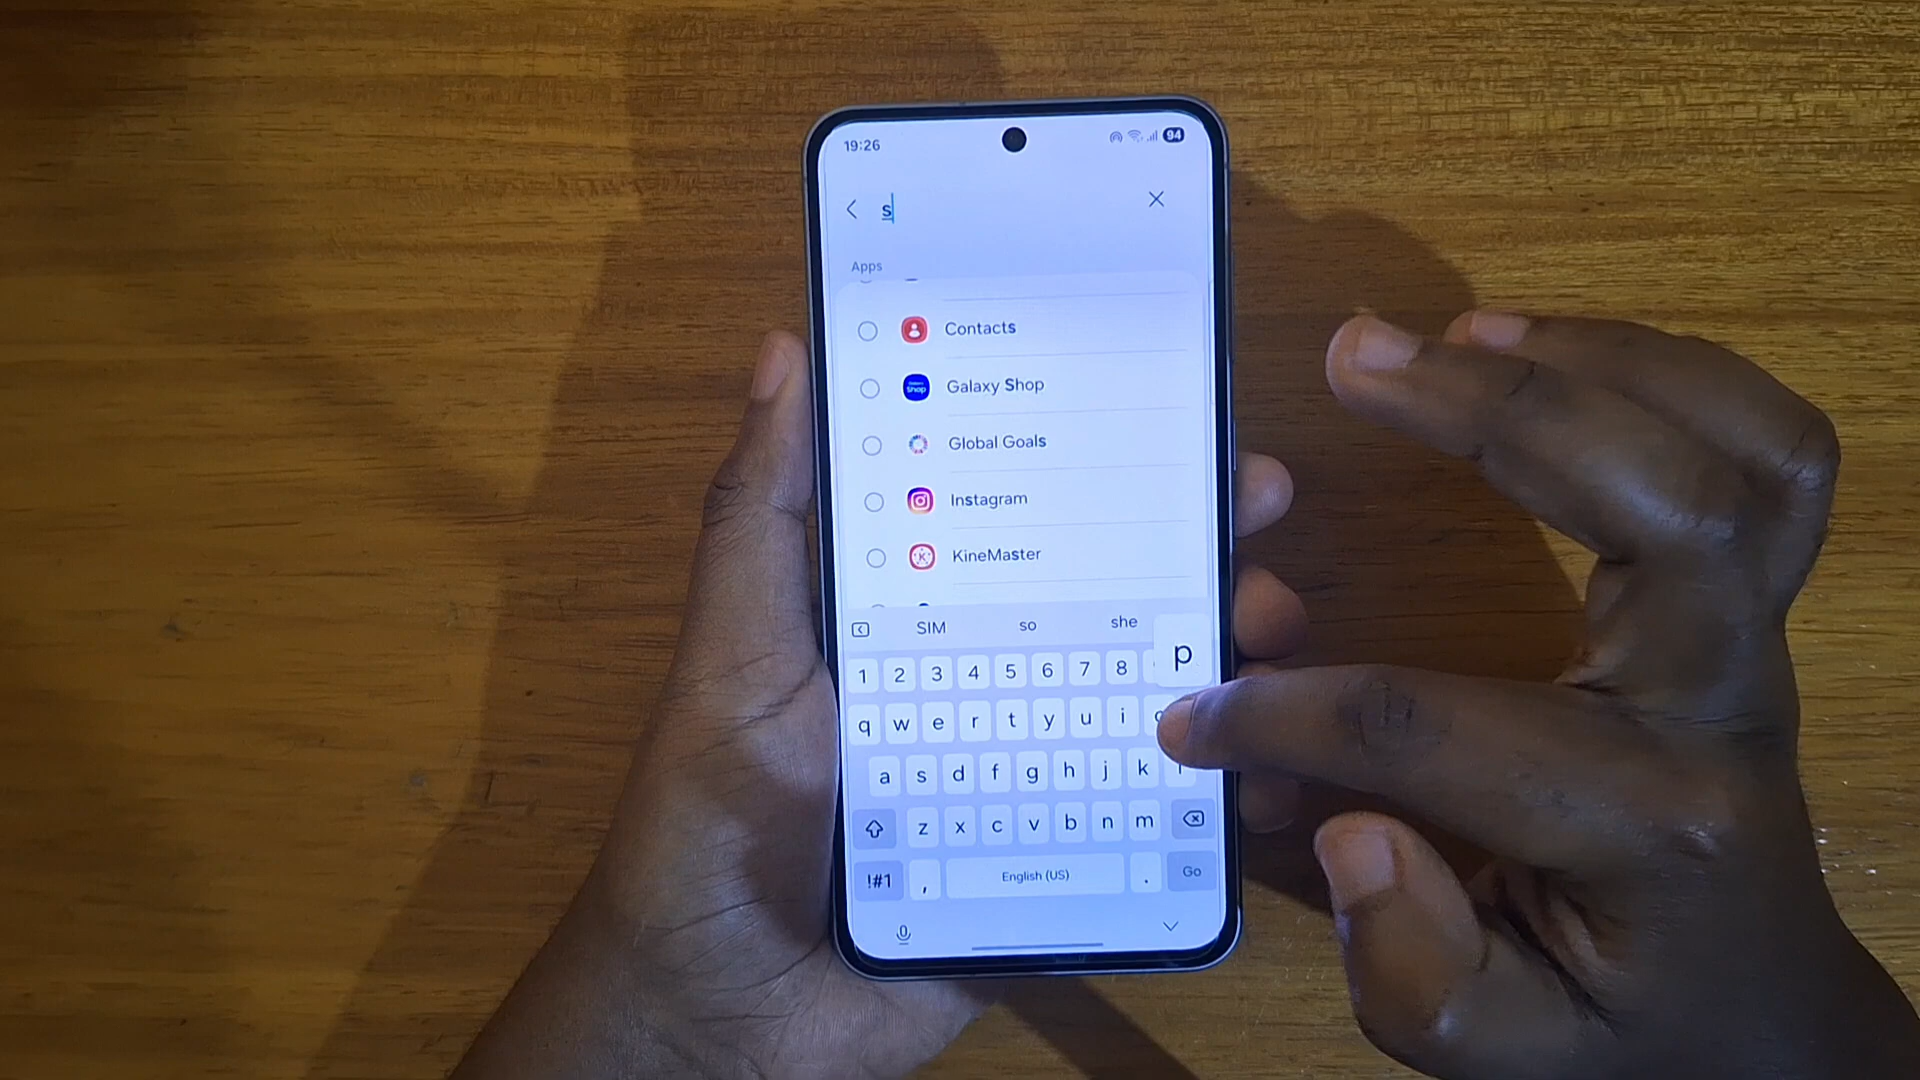 19:26
94
s
Apps
Contacts
Shop
Galaxy Shop
Global Goals
Instagram
K
KineMaster
SIM so she
p
1 2 3 4 5 6 7 8
q w e r t y u i
a s d f g h j k
z x c v b n m
!#1 , English (US) . Go